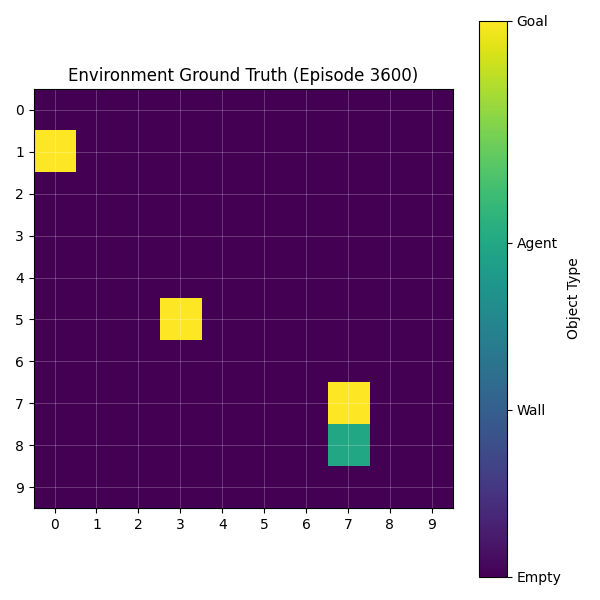 Environment Ground Truth (Episode 3600)
0
1
2
3
4
5
6
7
8
9
0 1 2 3 4 5 6 7 8 9
Goal
Agent
Wall
Empty
Object Type